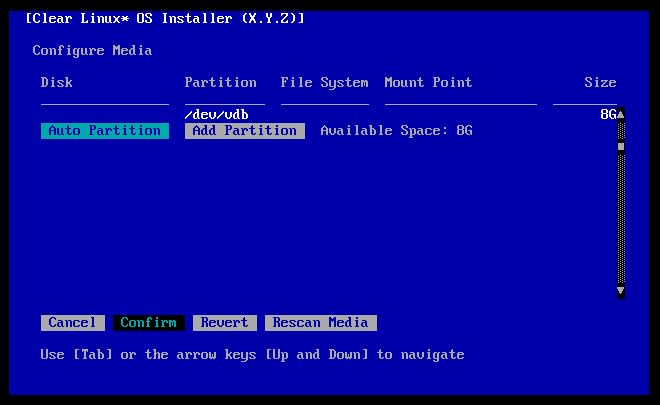 [Clear Linux* OS Installer (X.Y.Z)]
Configure Media
Disk Partition File System Mount Point Size
/dev/vdb 8G
Auto Partition Add Partition Available Space: 8G
Cancel Confirm Revert Rescan Media
Use [Tab] or the arrow keys [Up and Down] to navigate